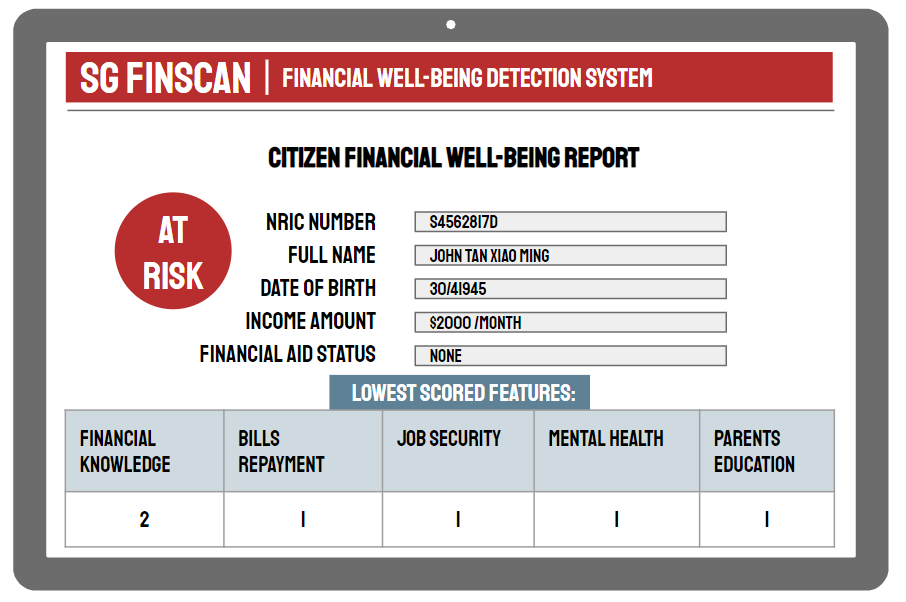 SG FINSCAN | FINANCIAL WELL-BEING DETECTION SYSTEM
CITIZEN FINANCIAL WELL-BEING REPORT
AT
RISK
NRIC NUMBER S4562817D
FULL NAME JOHN TAN XIAO MING
DATE OF BIRTH 30/41945
INCOME AMOUNT $2000 /MONTH
FINANCIAL AID STATUS NONE
LOWEST SCORED FEATURES:
FINANCIAL KNOWLEDGE BILLS REPAYMENT JOB SECURITY MENTAL HEALTH PARENTS EDUCATION
2 1 1 1 1